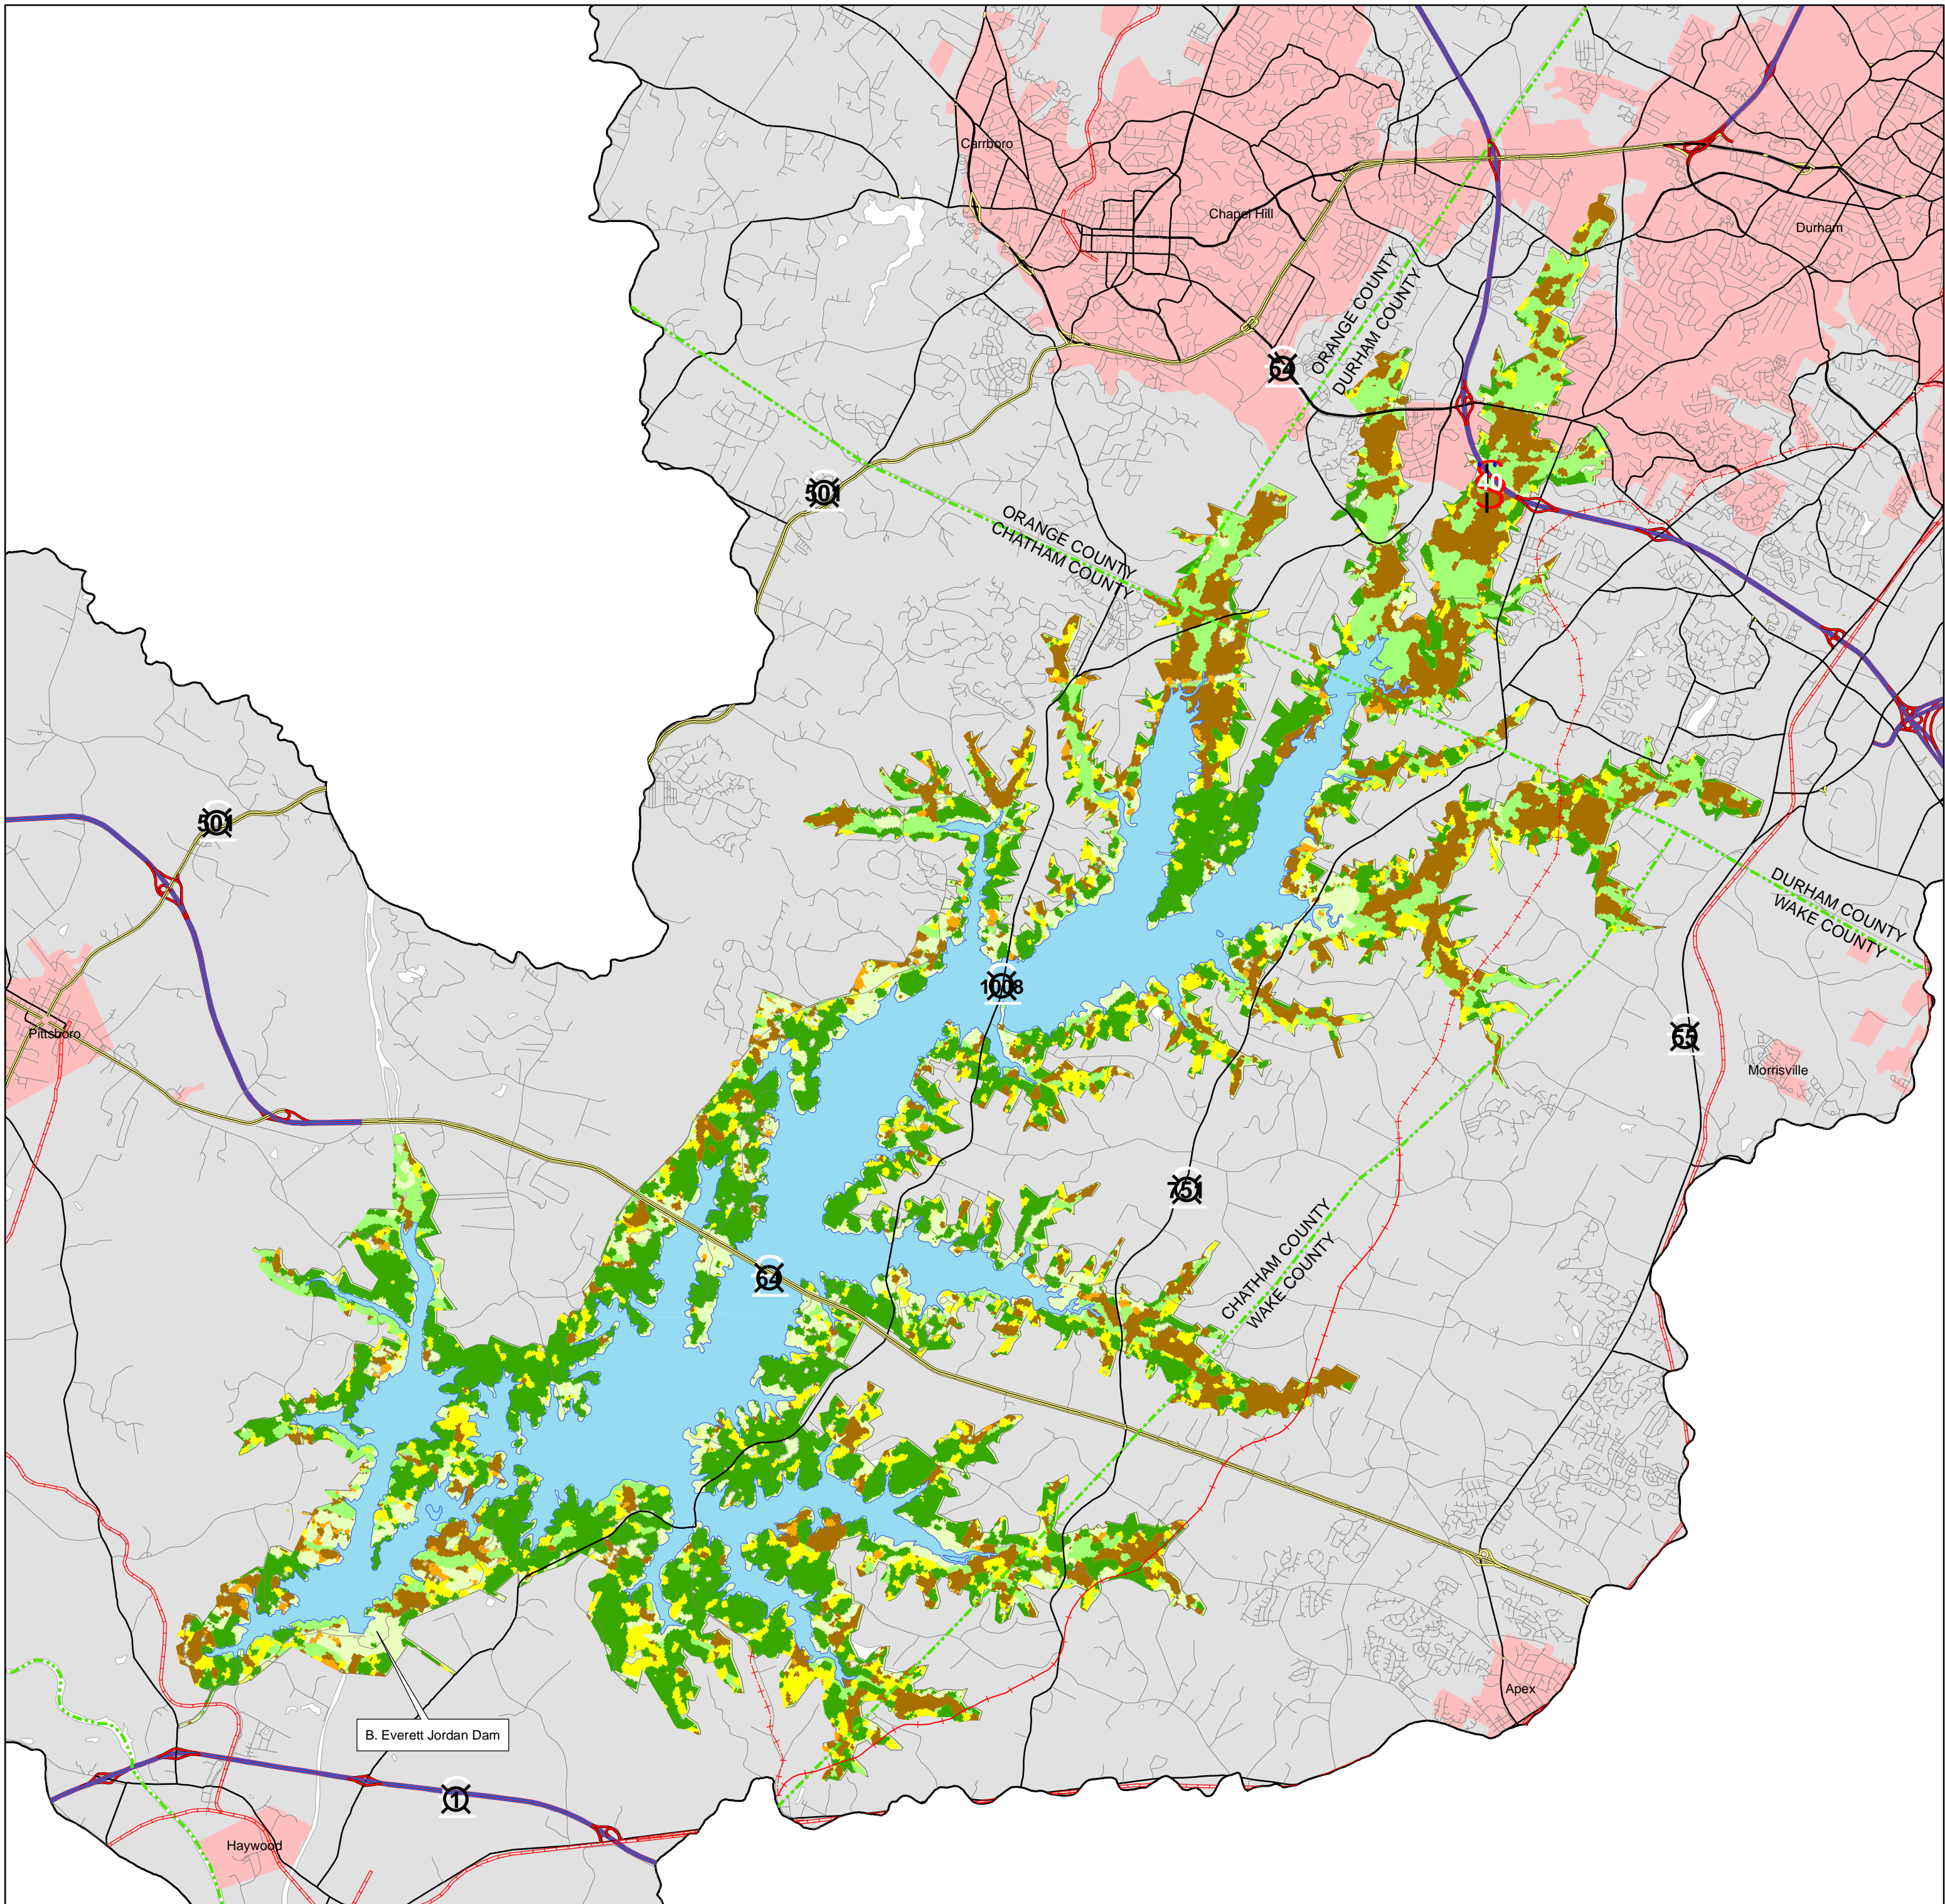 Carrboro
Chapel Hill
Durham
ORANGE COUNTY
DURHAM COUNTY
64
40
501
ORANGE COUNTY
CHATHAM COUNTY
501
DURHAM COUNTY
WAKE COUNTY
1008
Pittsboro
55
Morrisville
751
CHATHAM COUNTY
WAKE COUNTY
64
Apex
B. Everett Jordan Dam
1
Haywood